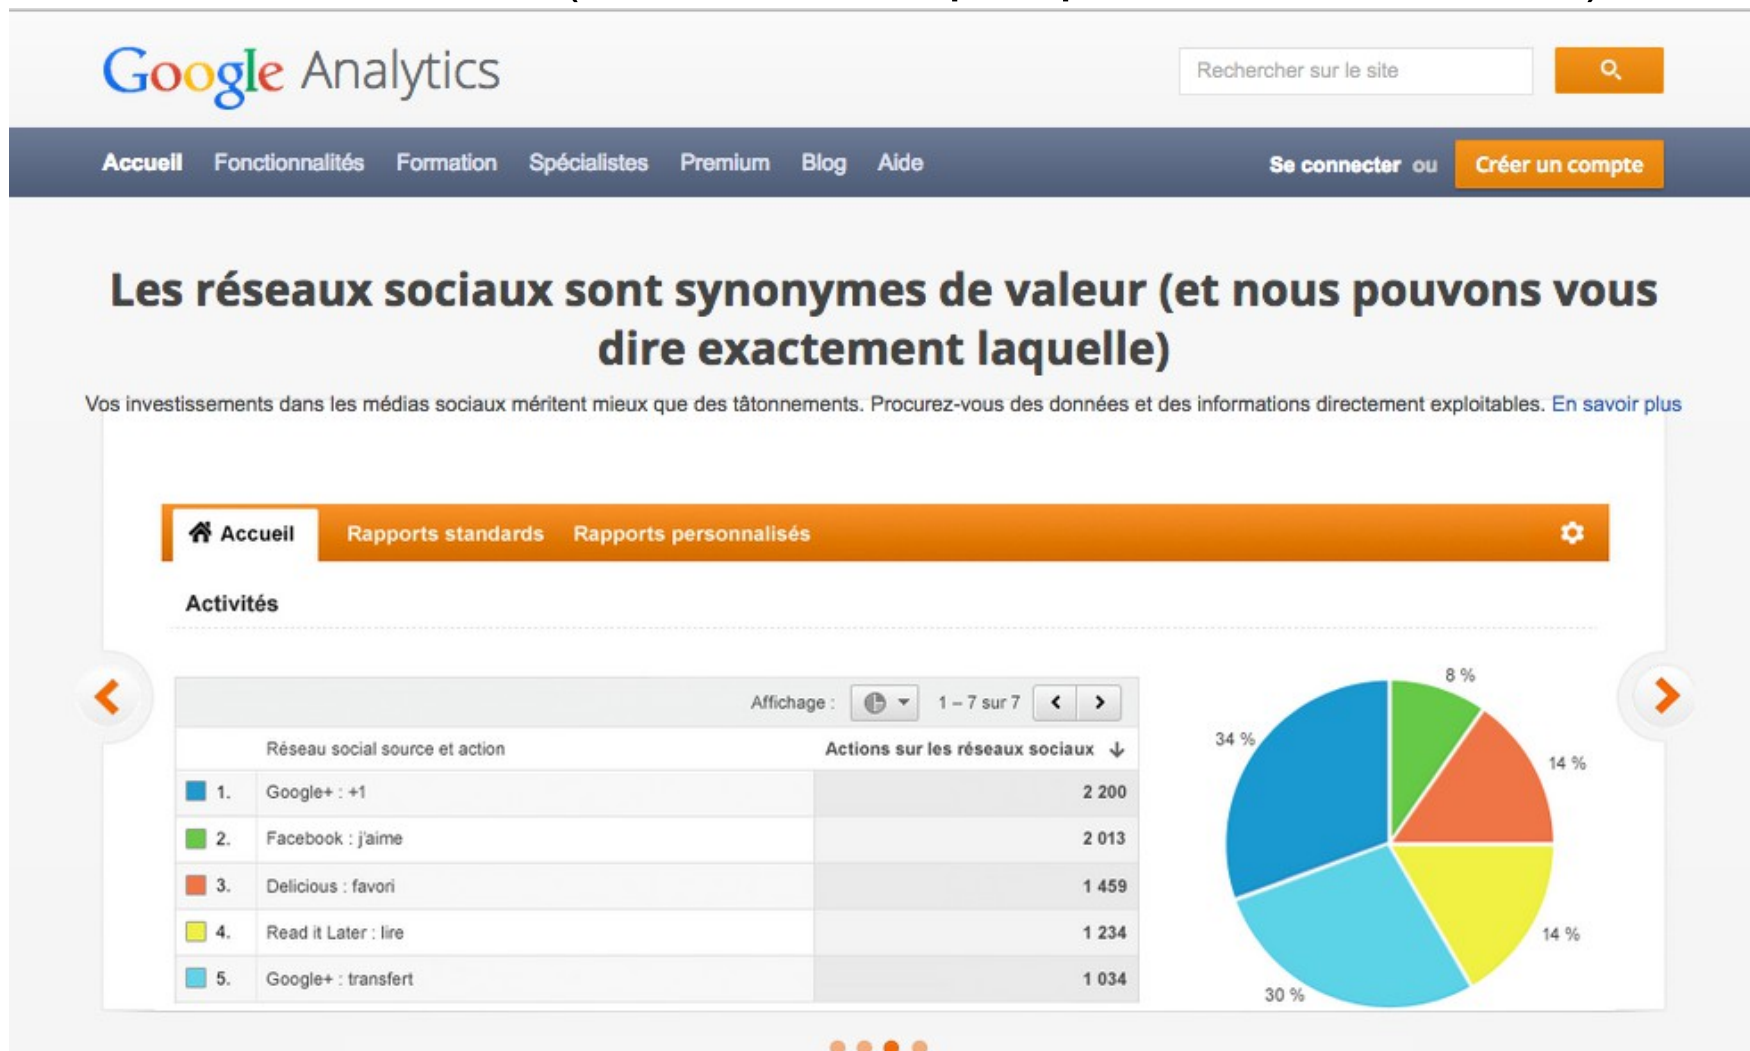 Google Analytics
Rechercher sur le site
Accueil Fonctionnalités Formation Spécialistes Premium Blog Aide Se connecter ou Créer un compte
Les réseaux sociaux sont synonymes de valeur (et nous pouvons vous
dire exactement laquelle)
Vos investissements dans les médias sociaux méritent mieux que des tâtonnements. Procurez-vous des données et des informations directement exploitables. En savoir plus
Accueil Rapports standards Rapports personnalisés
Activités
Affichage : 1 – 7 sur 7
Réseau social source et action Actions sur les réseaux sociaux
1. Google+ : +1 2 200
2. Facebook : j'aime 2 013
3. Delicious : favori 1 459
4. Read it Later : lire 1 234
5. Google+ : transfert 1 034
8 %
34 %
14 %
14 %
30 %